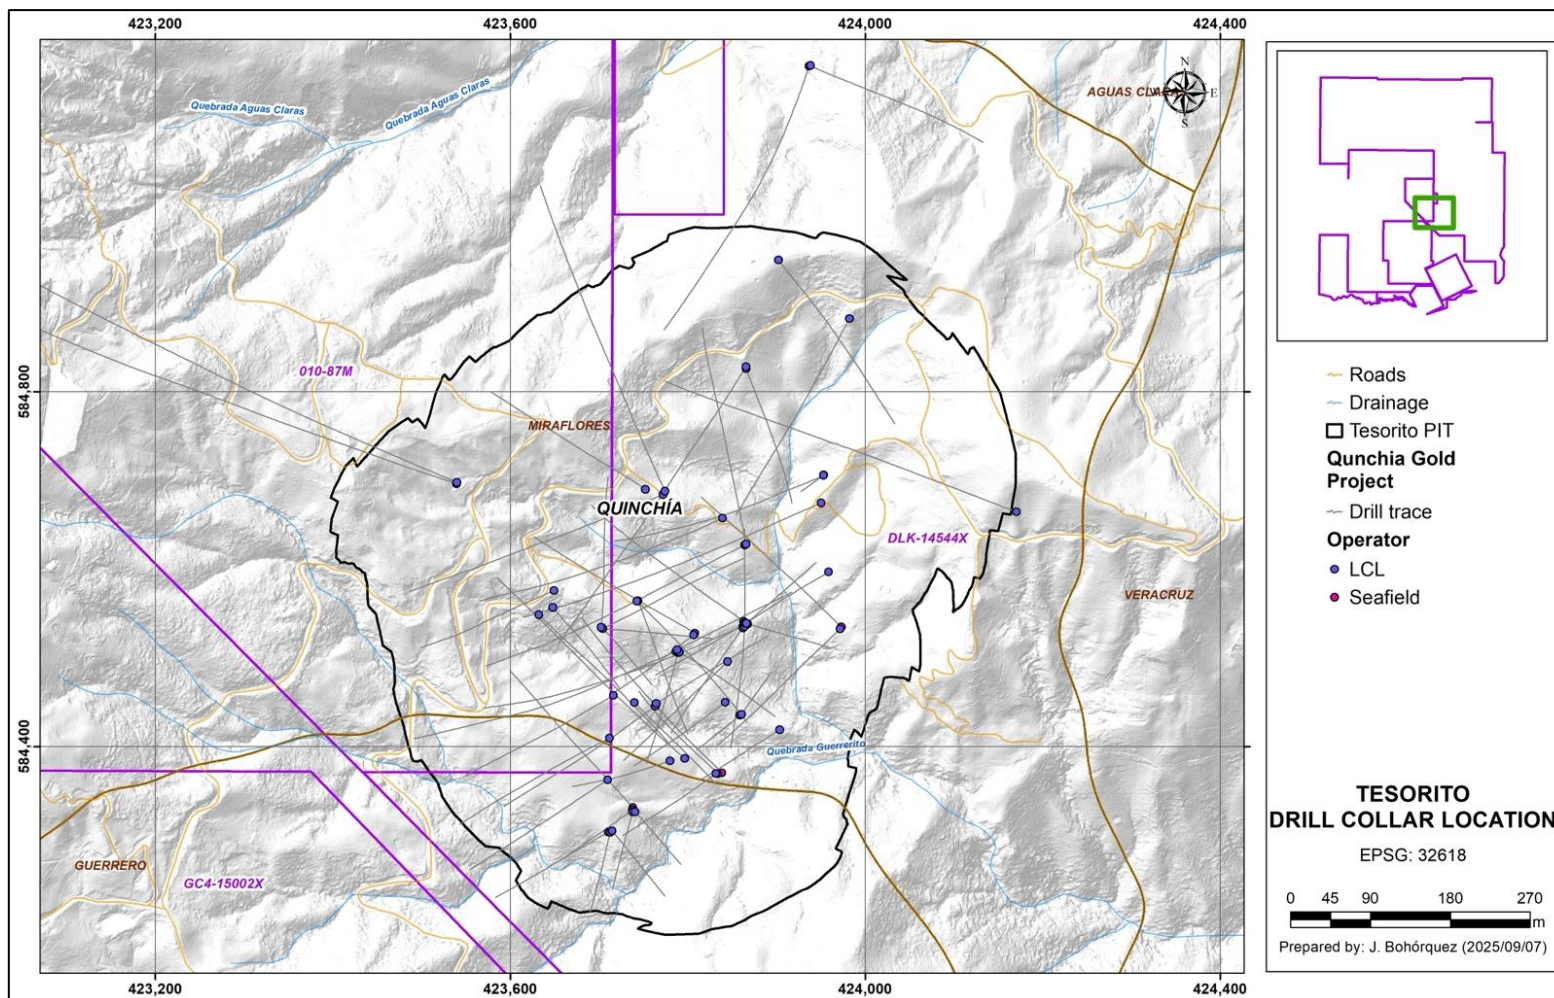 423,200
423,600
424,000
424,400
N
E
S
AGUAS CLARA
Quebrada Aguas Claras
Quebrada Aguas Claras
584,800
010-87M
MIRAFLORES
QUINCHÍA
DLK-14544X
VERACRUZ
584,400
Quebrada Guerrerito
GUERRERO
GC4-15002X
423,200
423,600
424,000
424,400
Roads
Drainage
Tesorito PIT
Qunchia Gold
Project
Drill trace
Operator
LCL
Seafield
TESORITO
DRILL COLLAR LOCATION
EPSG: 32618
0 45 90 180 270
m
Prepared by: J. Bohórquez (2025/09/07)